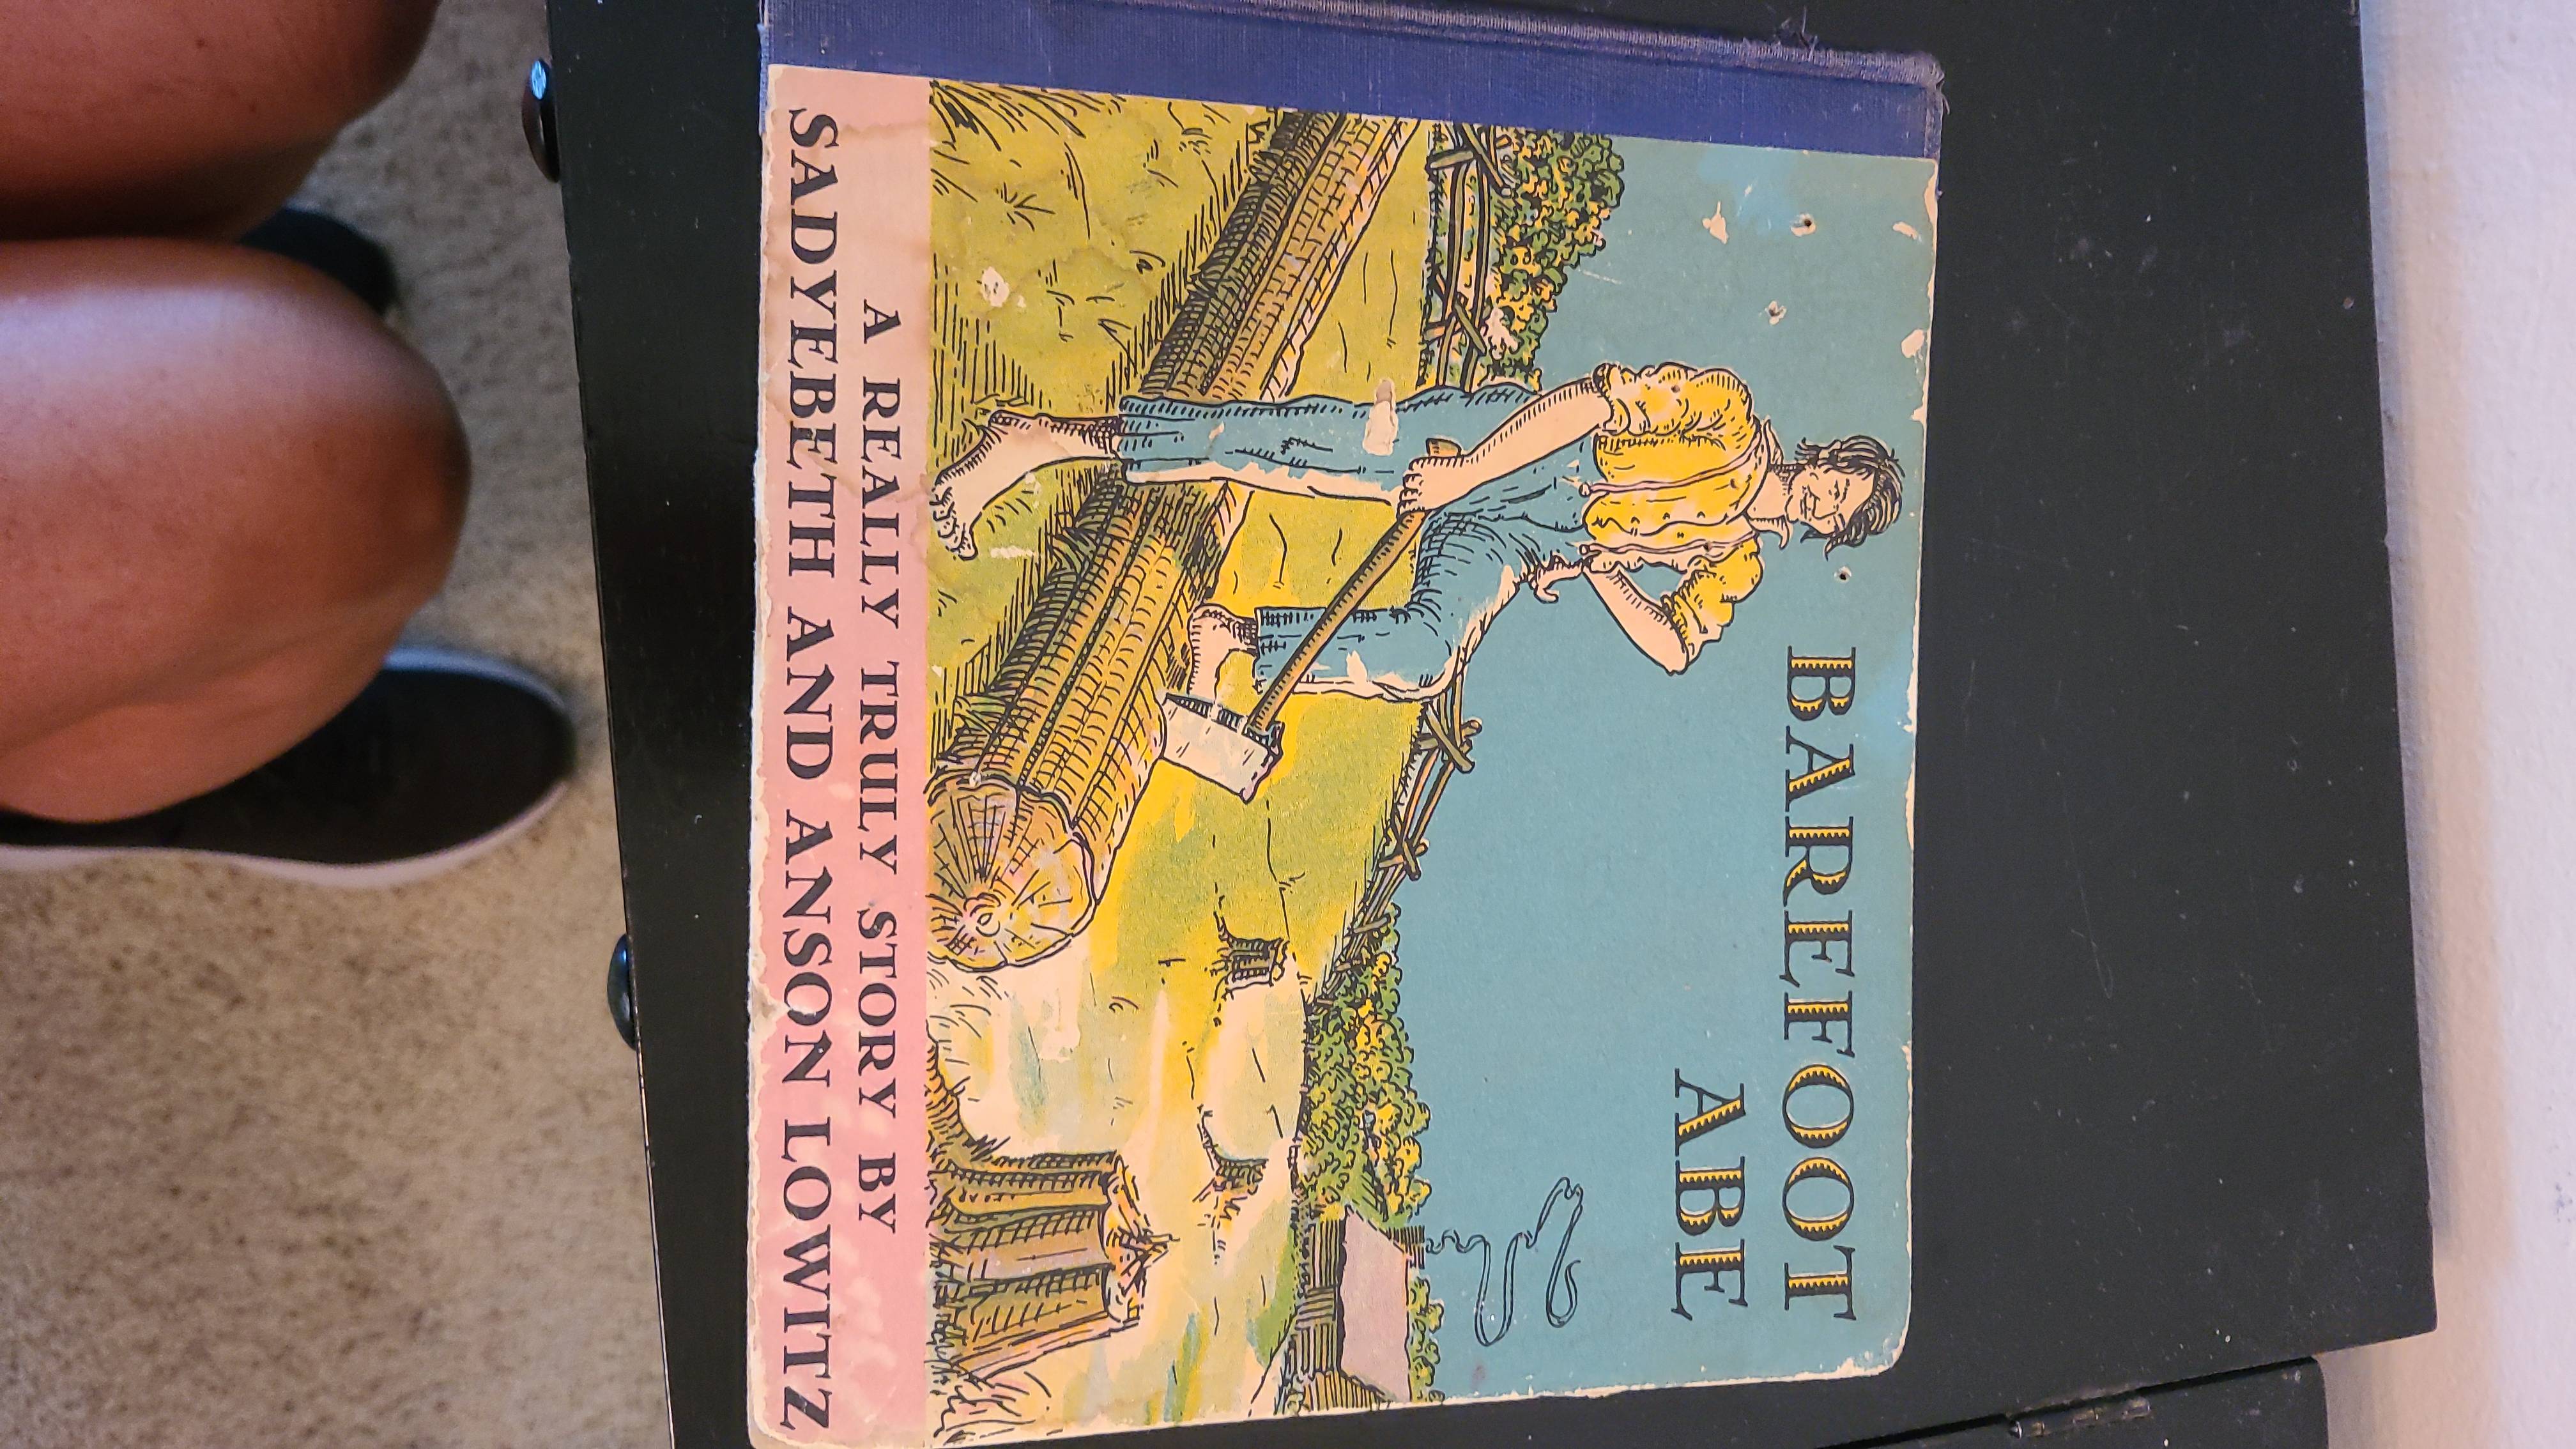 BAREFOOT
ABE
A REALLY TRULY STORY BY
SADYEBETH AND ANSON LOWITZ